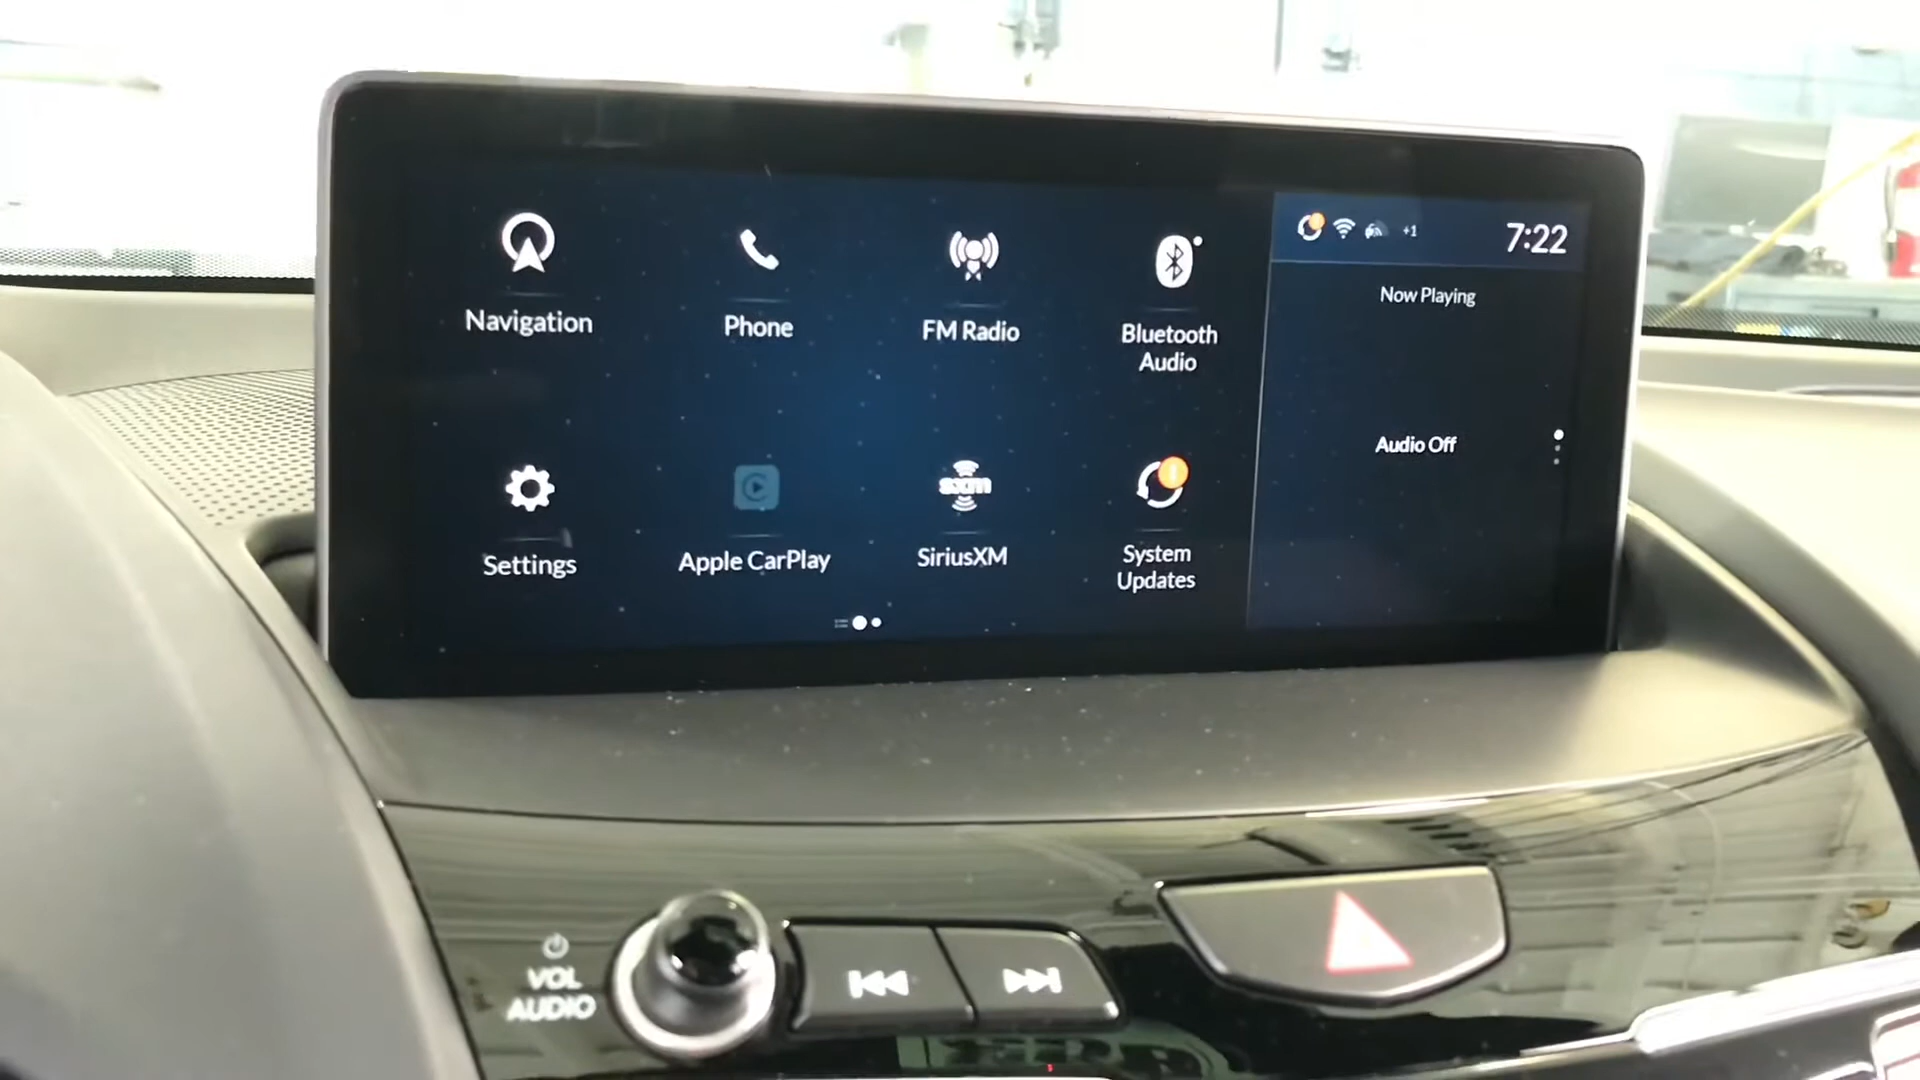 Navigation
Phone
FM Radio
Bluetooth
Audio
+1
7:22
Now Playing
Audio Off
Settings
Apple CarPlay
sxm
SiriusXM
System
Updates
VOL
AUDIO